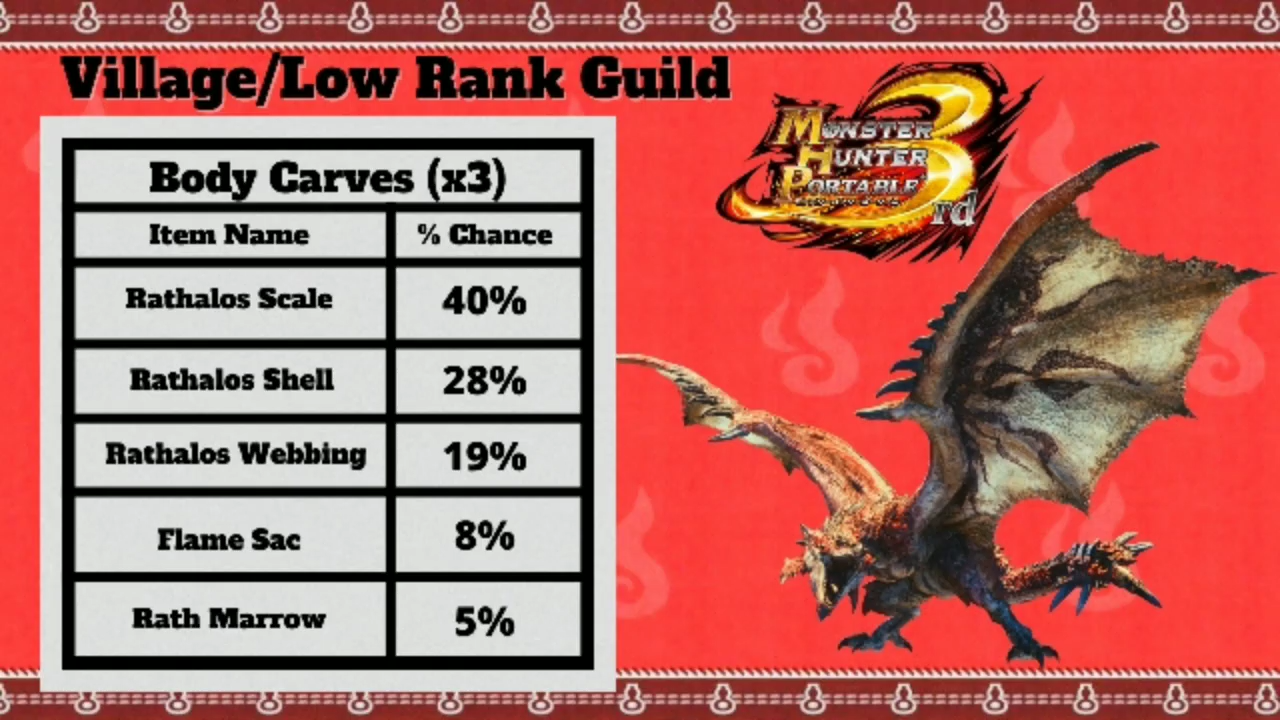 Village/Low Rank Guild
Body Carves (x3)
Item Name % Chance
Rathalos Scale 40%
Rathalos Shell 28%
Rathalos Webbing 19%
Flame Sac 8%
Rath Marrow 5%
MONSTER
HUNTER
PORTABLE
3rd